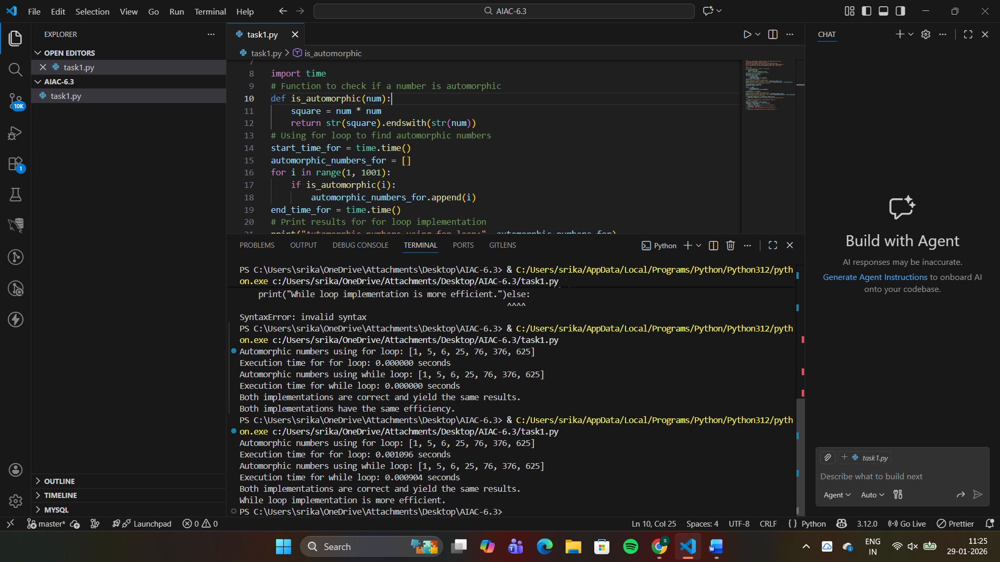 File Edit Selection View Go Run Terminal Help
AIAC-6.3
EXPLORER
OPEN EDITORS
task1.py
AIAC-6.3
task1.py
10K
1
OUTLINE
TIMELINE
MYSQL
task1.py
task1.py > is_automorphic
7
8 import time
9 # Function to check if a number is automorphic
10 def is_automorphic(num):
11 square = num * num
12 return str(square).endswith(str(num))
13 # Using for loop to find automorphic numbers
14 start_time_for = time.time()
15 automorphic_numbers_for = []
16 for i in range(1, 1001):
17 if is_automorphic(i):
18 automorphic_numbers_for.append(i)
19 end_time_for = time.time()
20 # Print results for for loop implementation
21 print("Automorphic numbers using for loop:", automorphic_numbers_for)
PROBLEMS OUTPUT DEBUG CONSOLE TERMINAL PORTS GITLENS
Python
PS C:\Users\srika\OneDrive\Attachments\Desktop\AIAC-6.3> & C:/Users/srika/AppData/Local/Programs/Python/Python312/pyth
on.exe c:/Users/srika/OneDrive/Attachments/Desktop/AIAC-6.3/task1.py
print("While loop implementation is more efficient.")else:
^^^^
SyntaxError: invalid syntax
PS C:\Users\srika\OneDrive\Attachments\Desktop\AIAC-6.3> & C:/Users/srika/AppData/Local/Programs/Python/Python312/pyth
on.exe c:/Users/srika/OneDrive/Attachments/Desktop/AIAC-6.3/task1.py
Automorphic numbers using for loop: [1, 5, 6, 25, 76, 376, 625]
Execution time for for loop: 0.000000 seconds
Automorphic numbers using while loop: [1, 5, 6, 25, 76, 376, 625]
Execution time for while loop: 0.000000 seconds
Both implementations are correct and yield the same results.
Both implementations have the same efficiency.
PS C:\Users\srika\OneDrive\Attachments\Desktop\AIAC-6.3> & C:/Users/srika/AppData/Local/Programs/Python/Python312/pyth
on.exe c:/Users/srika/OneDrive/Attachments/Desktop/AIAC-6.3/task1.py
Automorphic numbers using for loop: [1, 5, 6, 25, 76, 376, 625]
Execution time for for loop: 0.001096 seconds
Automorphic numbers using while loop: [1, 5, 6, 25, 76, 376, 625]
Execution time for while loop: 0.000904 seconds
Both implementations are correct and yield the same results.
While loop implementation is more efficient.
PS C:\Users\srika\OneDrive\Attachments\Desktop\AIAC-6.3>
CHAT
Build with Agent
AI responses may be inaccurate.
Generate Agent Instructions to onboard AI
onto your codebase.
task1.py
Describe what to build next
Agent Auto
master* Launchpad 0 0 Ln 10, Col 25 Spaces: 4 UTF-8 CRLF {} Python 3.12.0 Go Live Prettier
Search
ENG
IN
11:25
29-01-2026